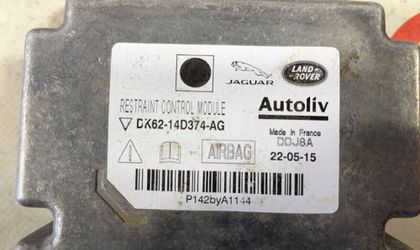 JAGUAR
LAND ROVER
RESTRAINT CONTROL MODULE
Autoliv
DK62-14D374-AG
Made in France
DDJ8A
AIRBAG
22-05-15
P142byA1144